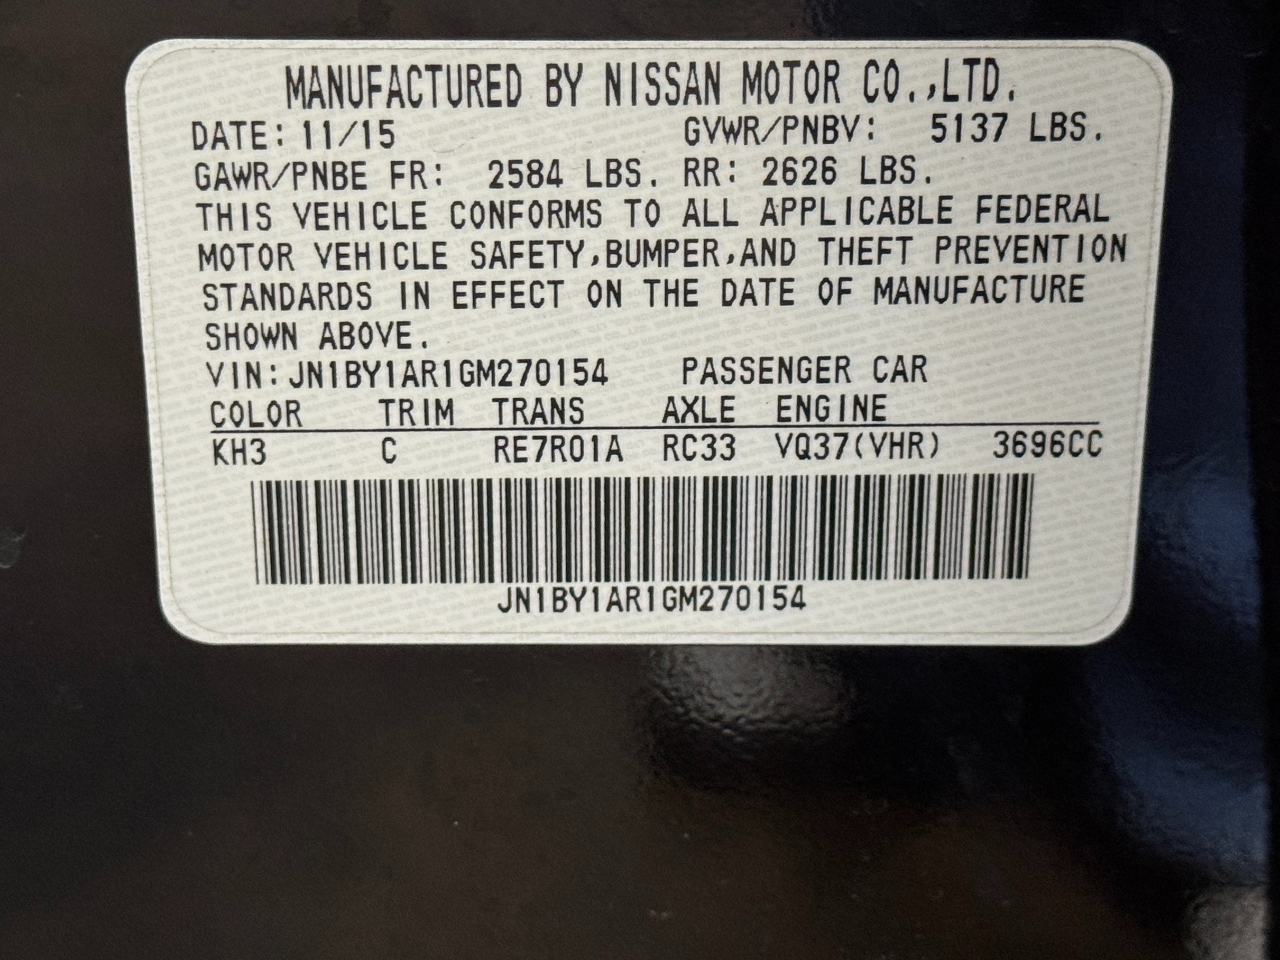 MANUFACTURED BY NISSAN MOTOR CO.,LTD.
DATE: 11/15 GVWR/PNBV: 5137 LBS.
GAWR/PNBE FR: 2584 LBS. RR: 2626 LBS.
THIS VEHICLE CONFORMS TO ALL APPLICABLE FEDERAL
MOTOR VEHICLE SAFETY,BUMPER,AND THEFT PREVENTION
STANDARDS IN EFFECT ON THE DATE OF MANUFACTURE
SHOWN ABOVE.
VIN: JN1BY1AR1GM270154 PASSENGER CAR
COLOR TRIM TRANS AXLE ENGINE
KH3 C RE7R01A RC33 VQ37(VHR) 3696CC
JN1BY1AR1GM270154